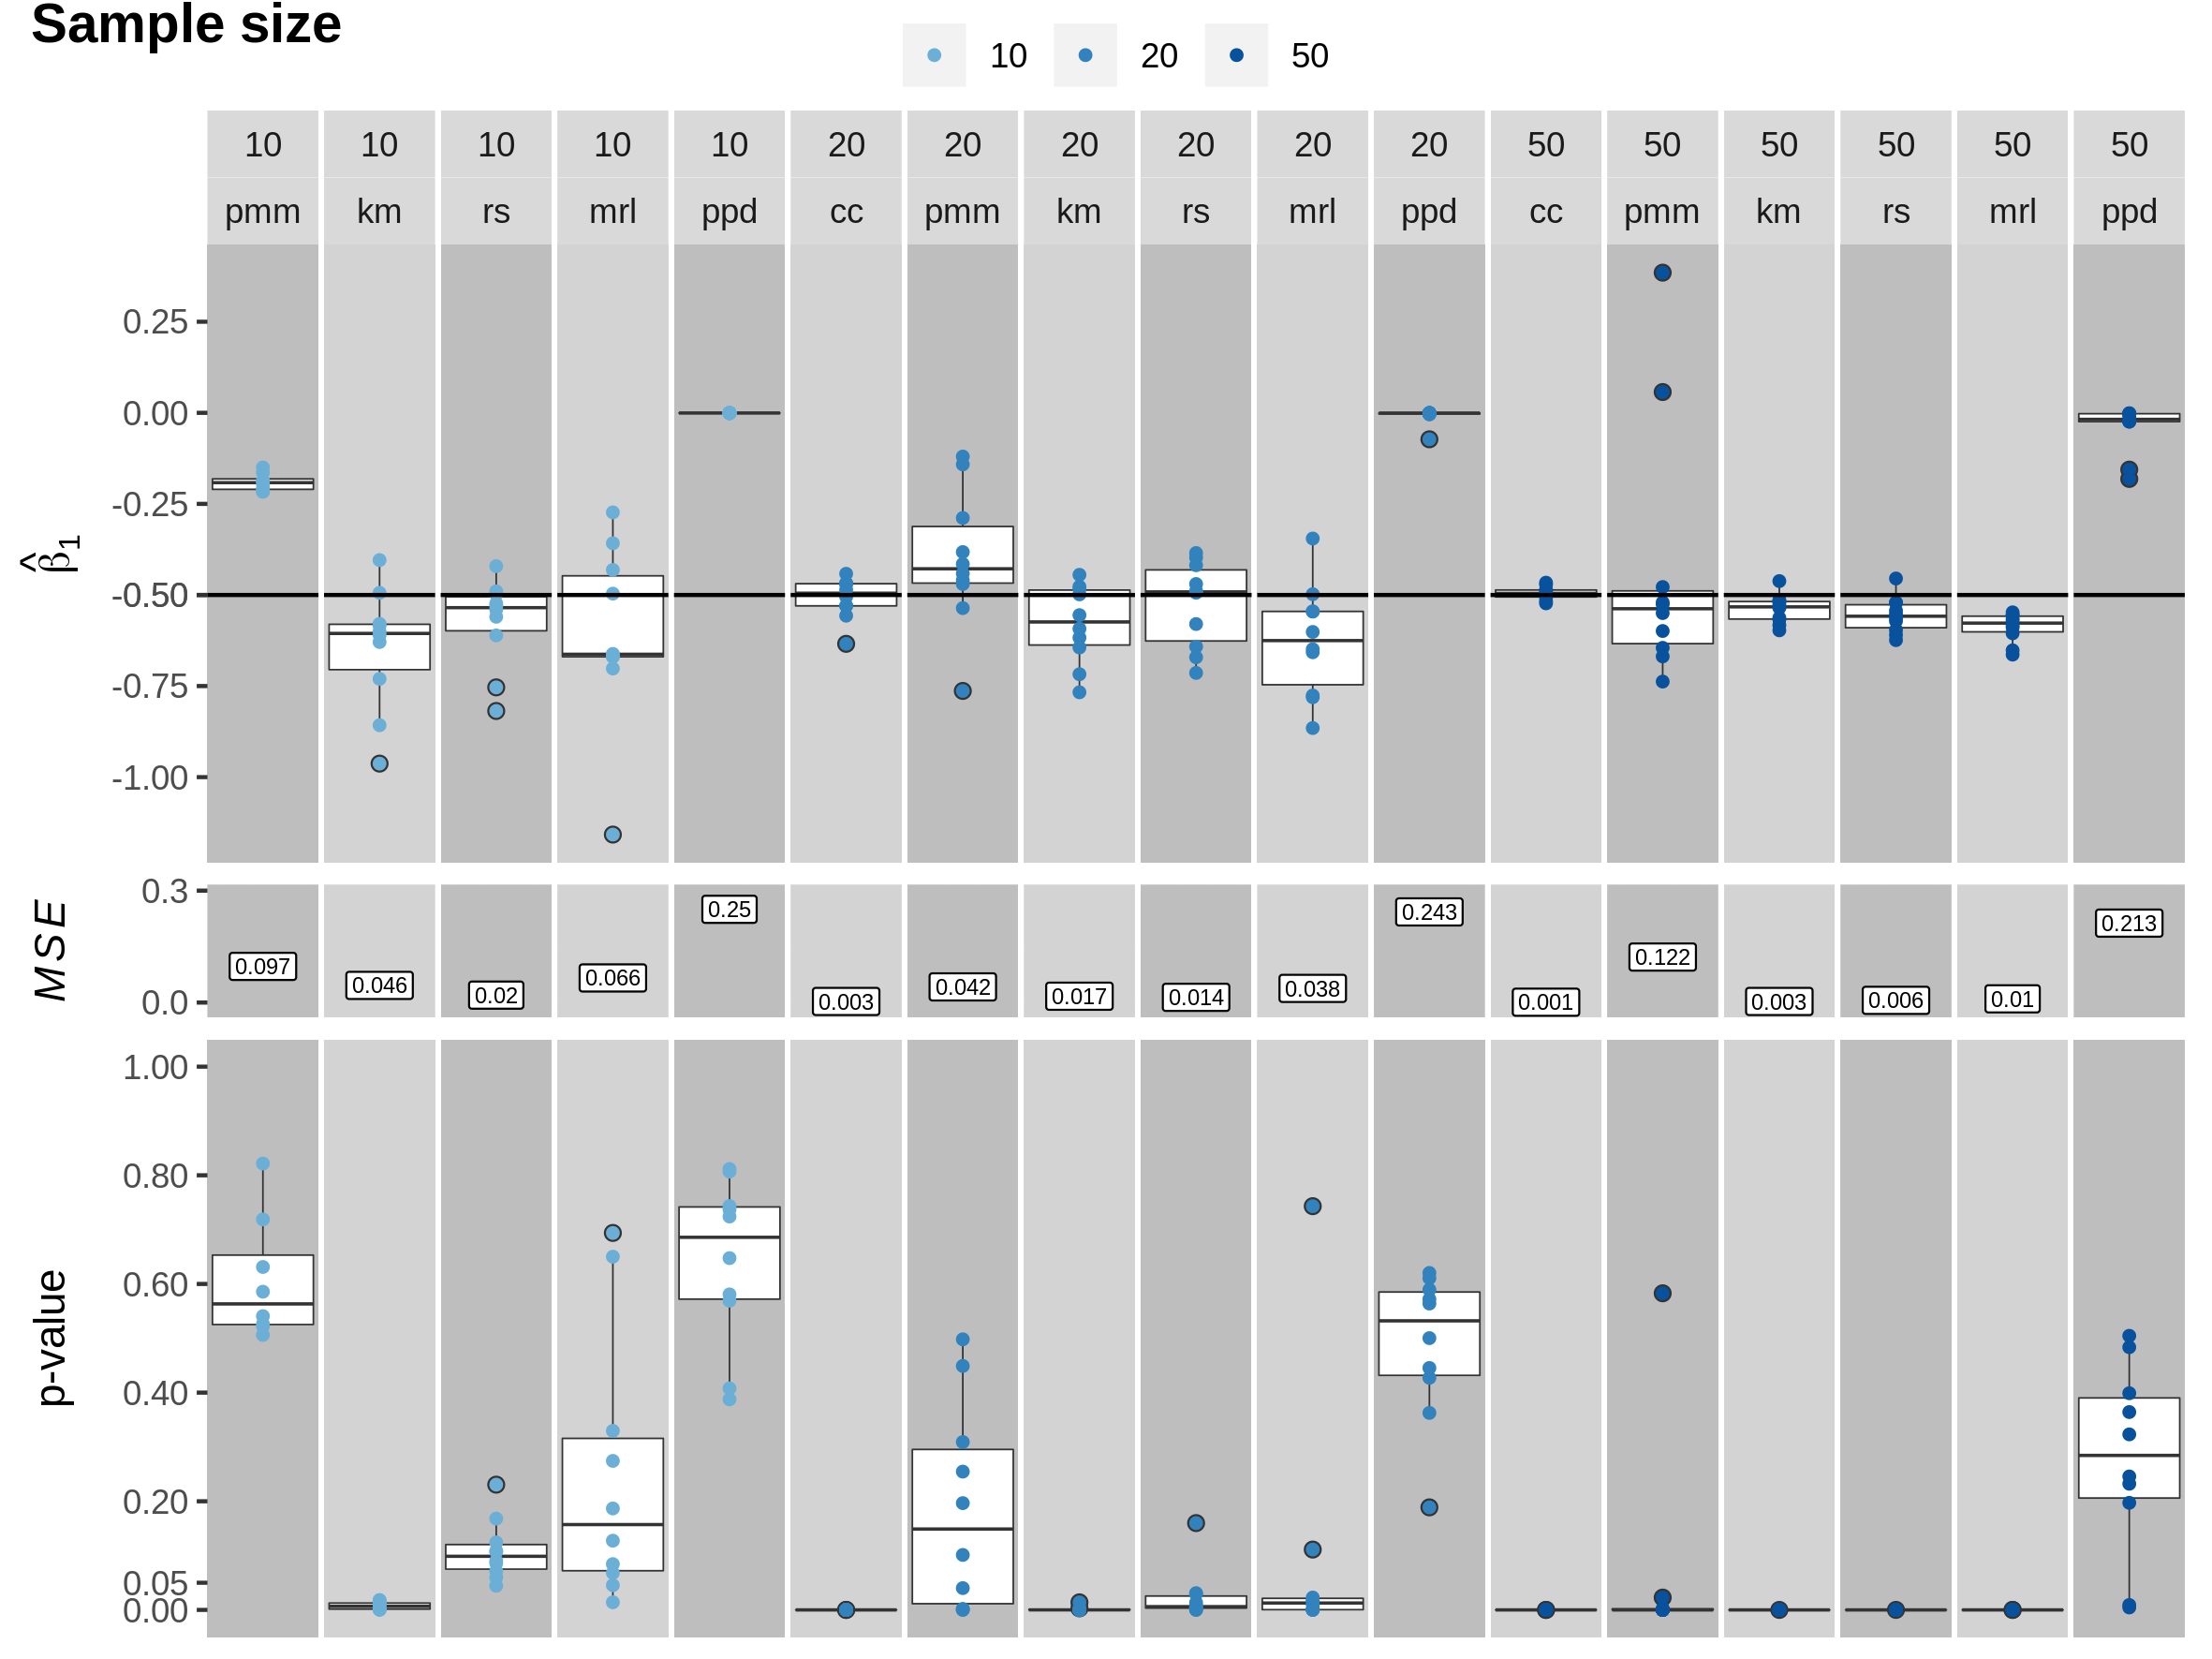 Sample size
10 20 50
10 10 10 10 10 20 20 20 20 20 20 50 50 50 50 50 50
pmm km rs mrl ppd cc pmm km rs mrl ppd cc pmm km rs mrl ppd
β̂1
0.25
0.00
-0.25
-0.50
-0.75
-1.00
MSE
0.3
0.0
0.097 0.046 0.02 0.066 0.25 0.003 0.042 0.017 0.014 0.038 0.243 0.001 0.122 0.003 0.006 0.01 0.213
p-value
1.00
0.80
0.60
0.40
0.20
0.05
0.00